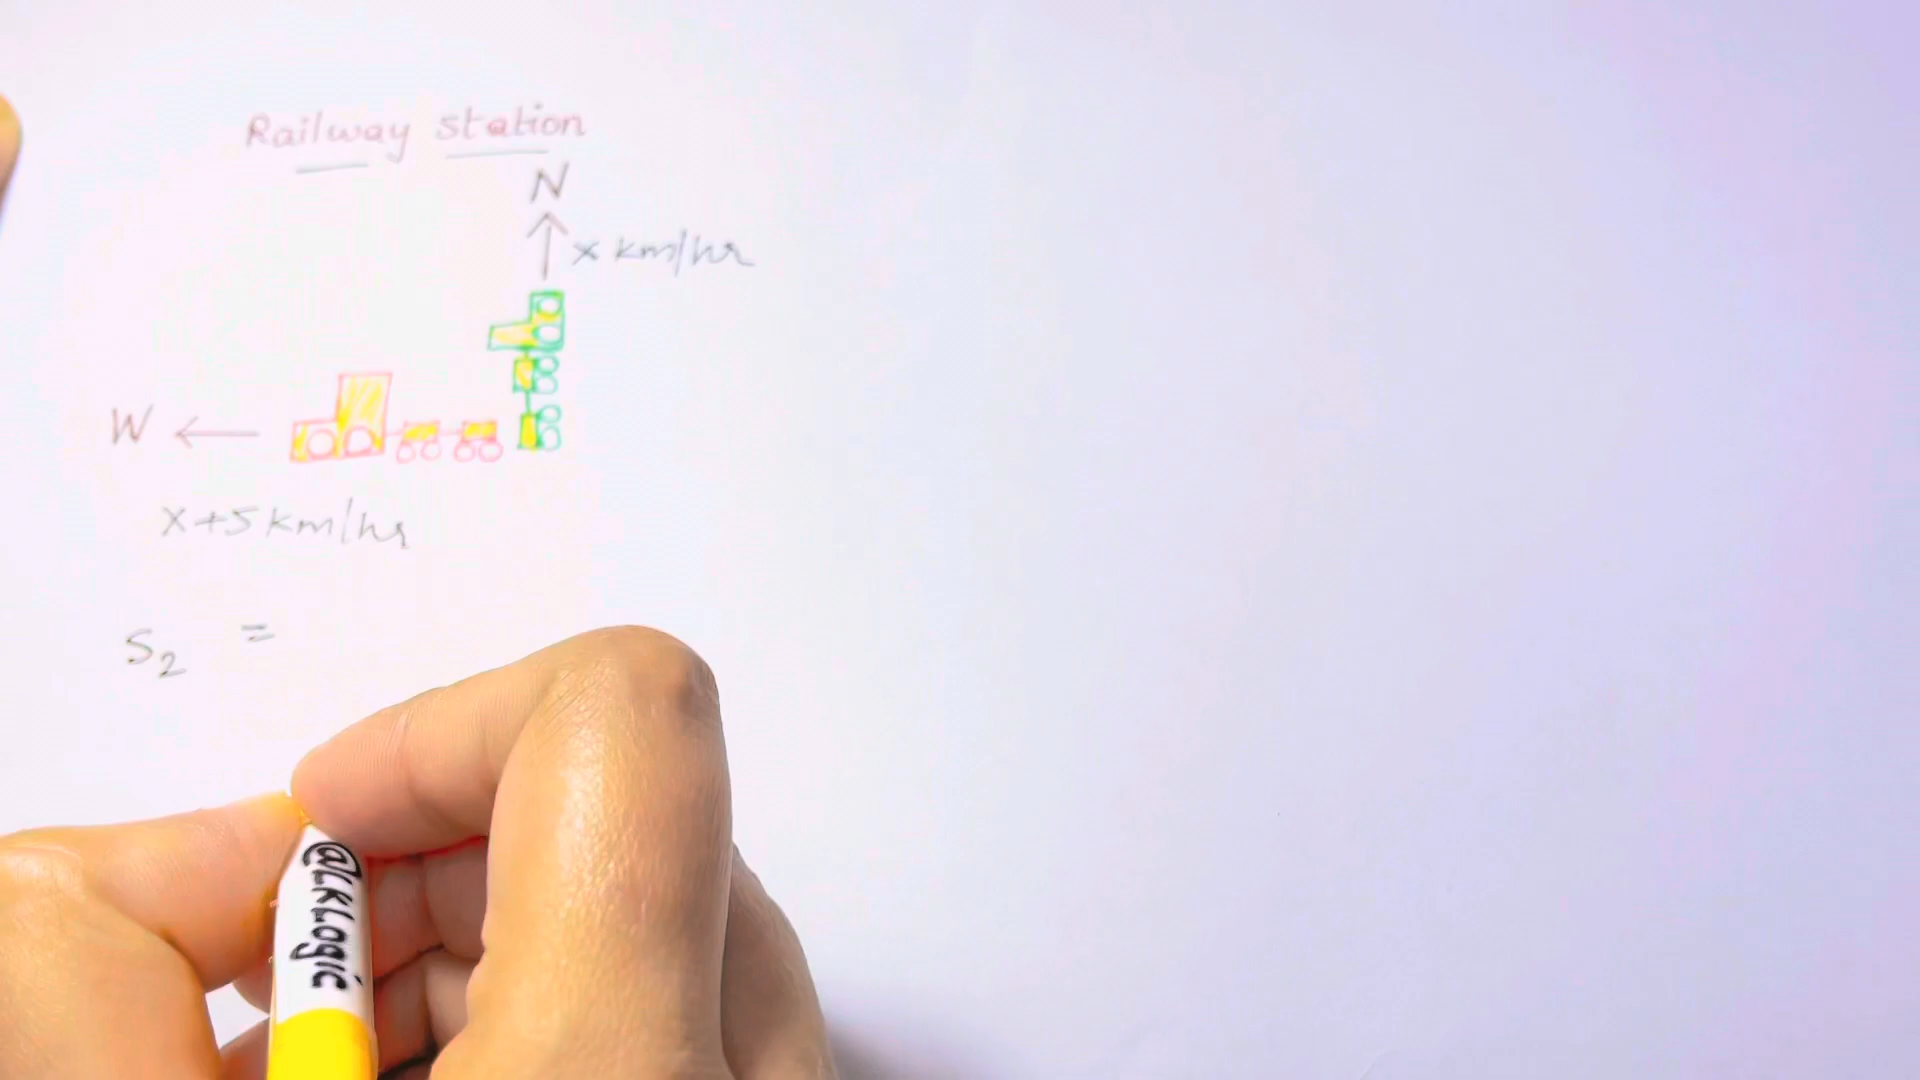 Railway Station
N
x km/hr
W
x+5 km/hr
S2 =
@LKLogic